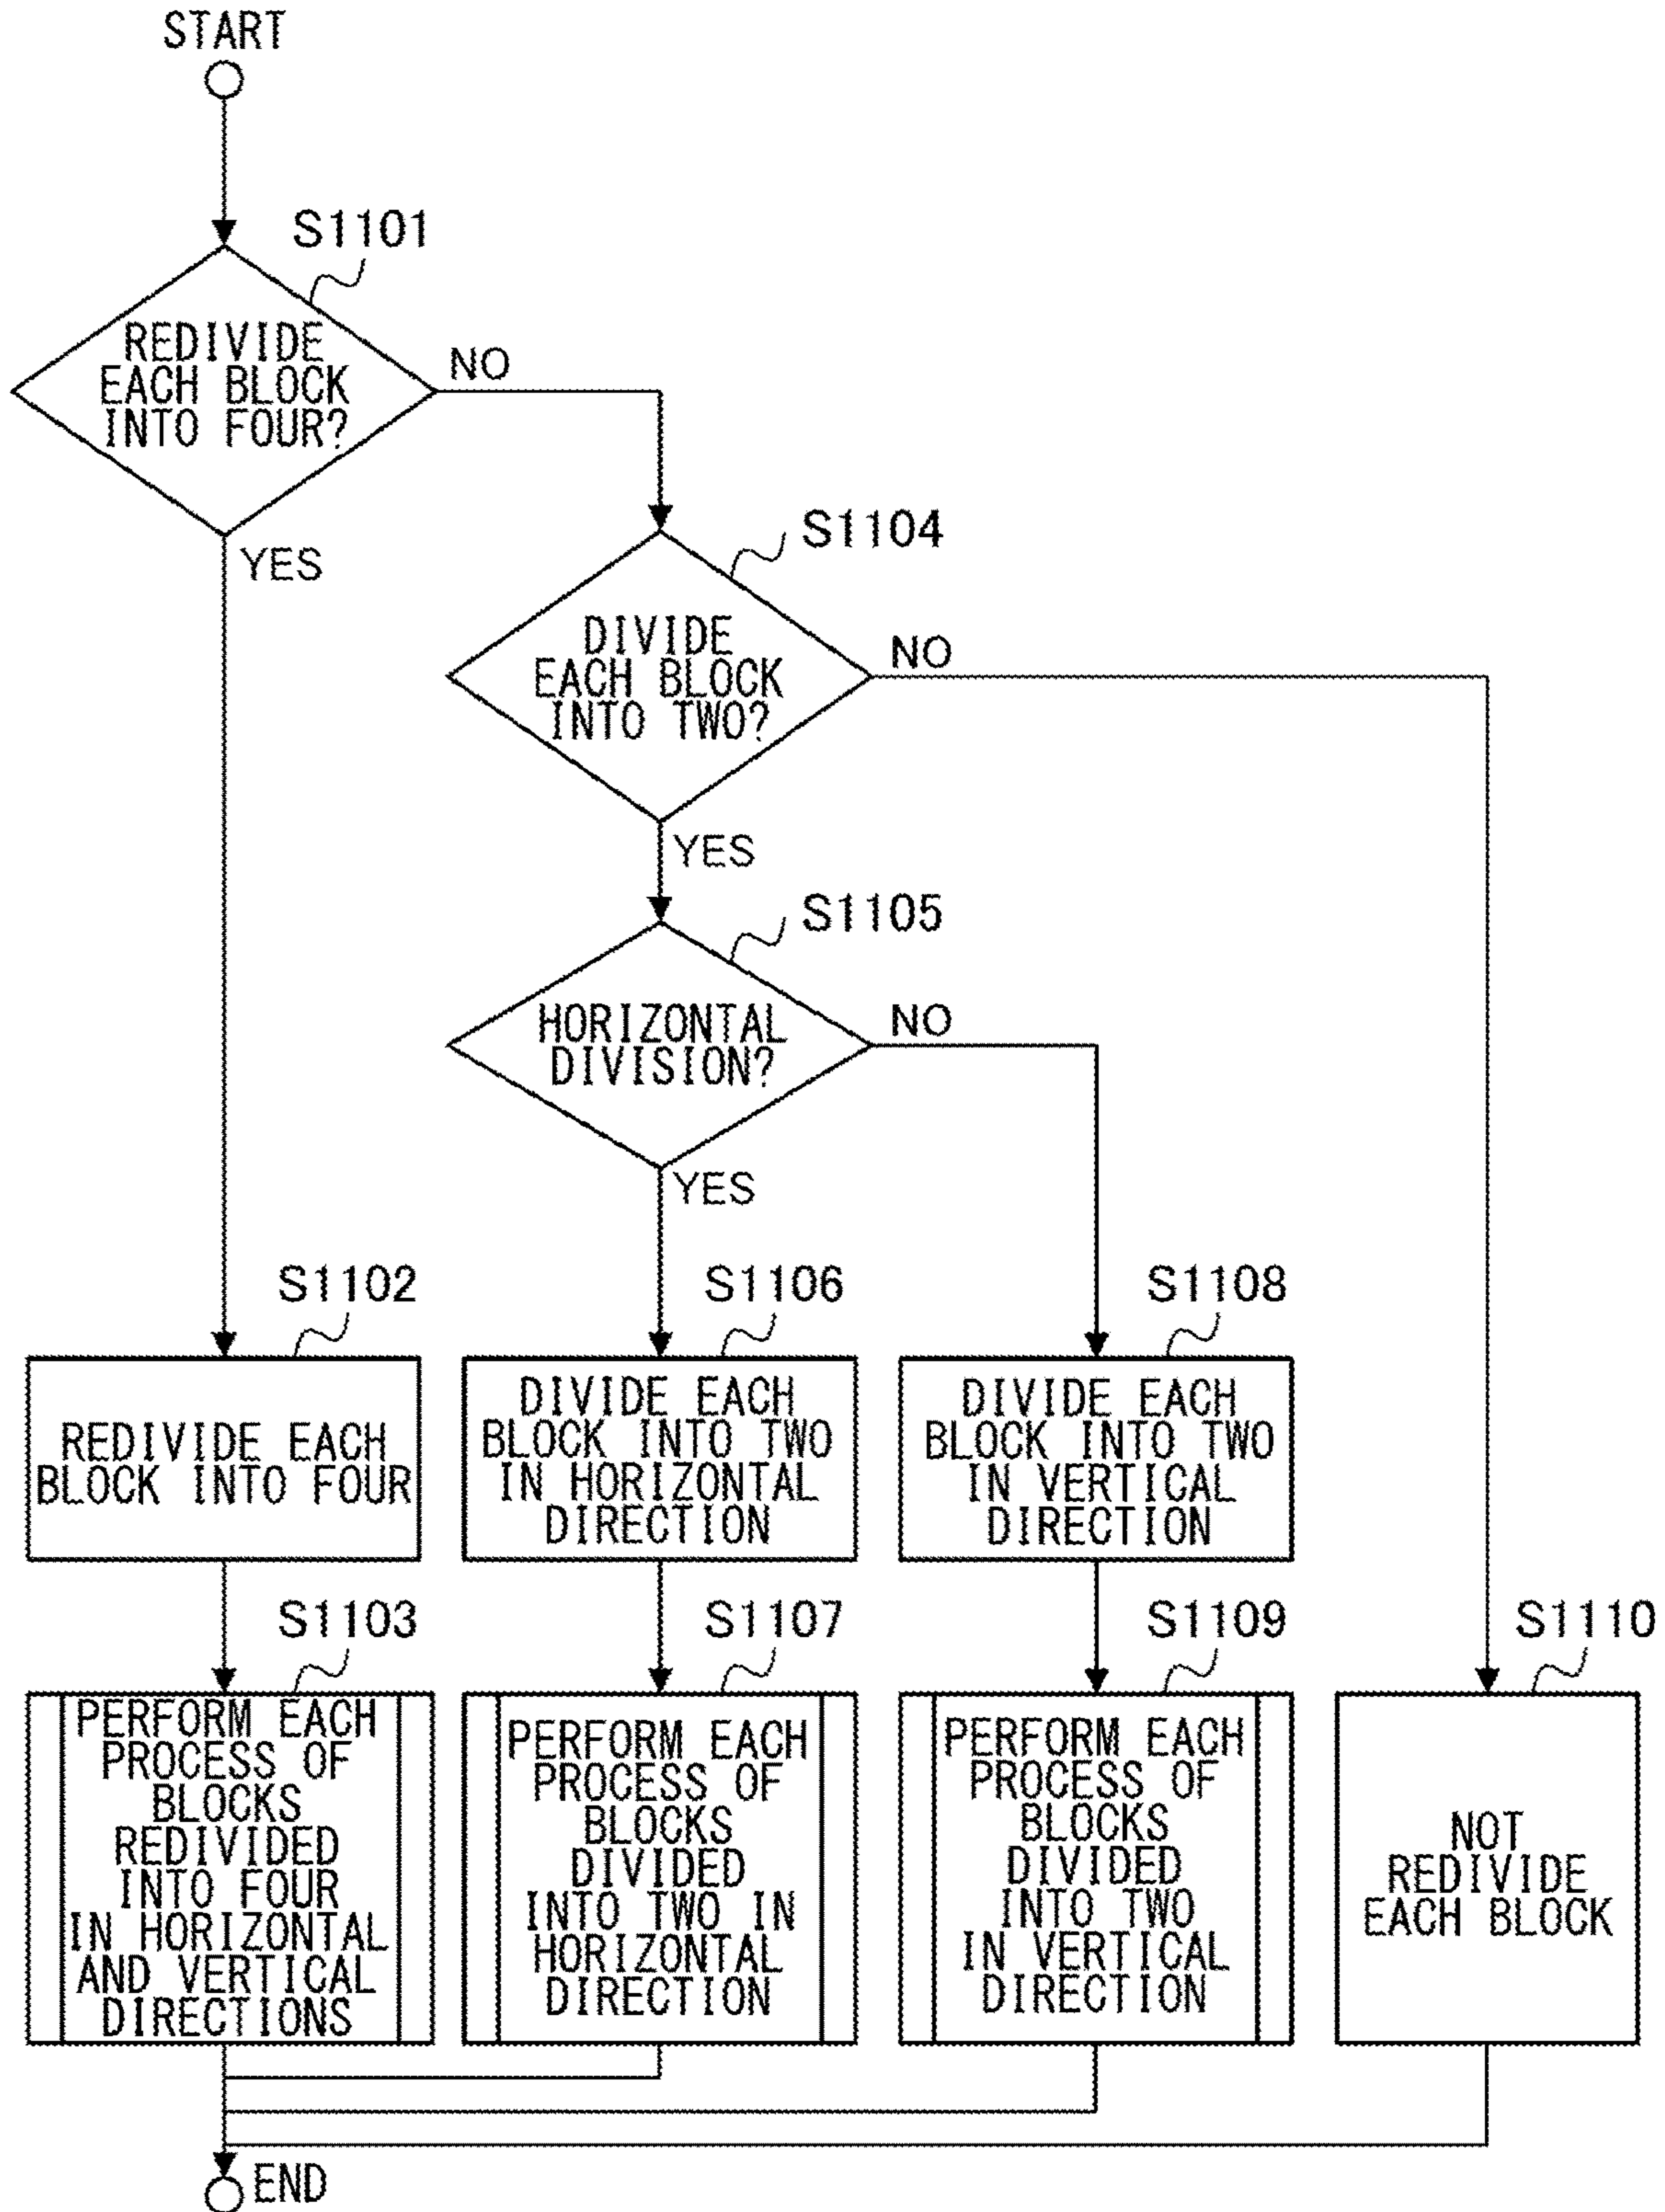 START
S1101
REDIVIDE
EACH BLOCK
INTO FOUR?
NO
YES
S1104
DIVIDE
EACH BLOCK
INTO TWO?
NO
YES
S1105
HORIZONTAL
DIVISION?
NO
YES
S1102
REDIVIDE EACH
BLOCK INTO FOUR
S1106
DIVIDE EACH
BLOCK INTO TWO
IN HORIZONTAL
DIRECTION
S1108
DIVIDE EACH
BLOCK INTO TWO
IN VERTICAL
DIRECTION
S1103
PERFORM EACH
PROCESS OF
BLOCKS
REDIVIDED
INTO FOUR
IN HORIZONTAL
AND VERTICAL
DIRECTIONS
S1107
PERFORM EACH
PROCESS OF
BLOCKS
DIVIDED
INTO TWO IN
HORIZONTAL
DIRECTION
S1109
PERFORM EACH
PROCESS OF
BLOCKS
DIVIDED
INTO TWO
IN VERTICAL
DIRECTION
S1110
NOT
REDIVIDE
EACH BLOCK
END